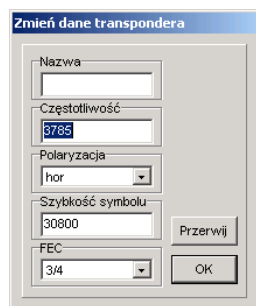 Zmień dane transpondera
Nazwa
Częstotliwość
3785
Polaryzacja
hor
Szybkość symbolu
30800
Przerwij
FEC
3/4
OK